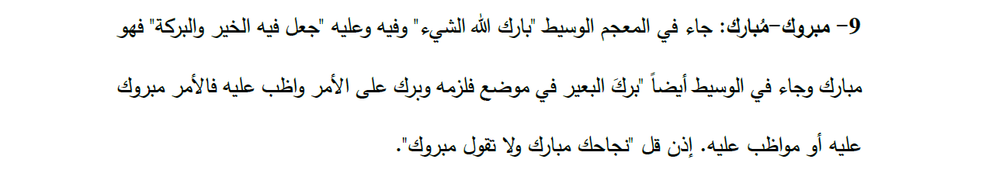 9- مبروك-مُبارك: جاء في المعجم الوسيط "بارك الله الشيء" وفيه وعليه "جعل فيه الخير والبركة" فهو
مبارك وجاء في الوسيط أيضاً "بركَ البعير في موضع فلزمه وبرك على الأمر واظب عليه فالأمر مبروك
عليه أو مواظب عليه. إذن قل "نجاحك مبارك ولا تقول مبروك".